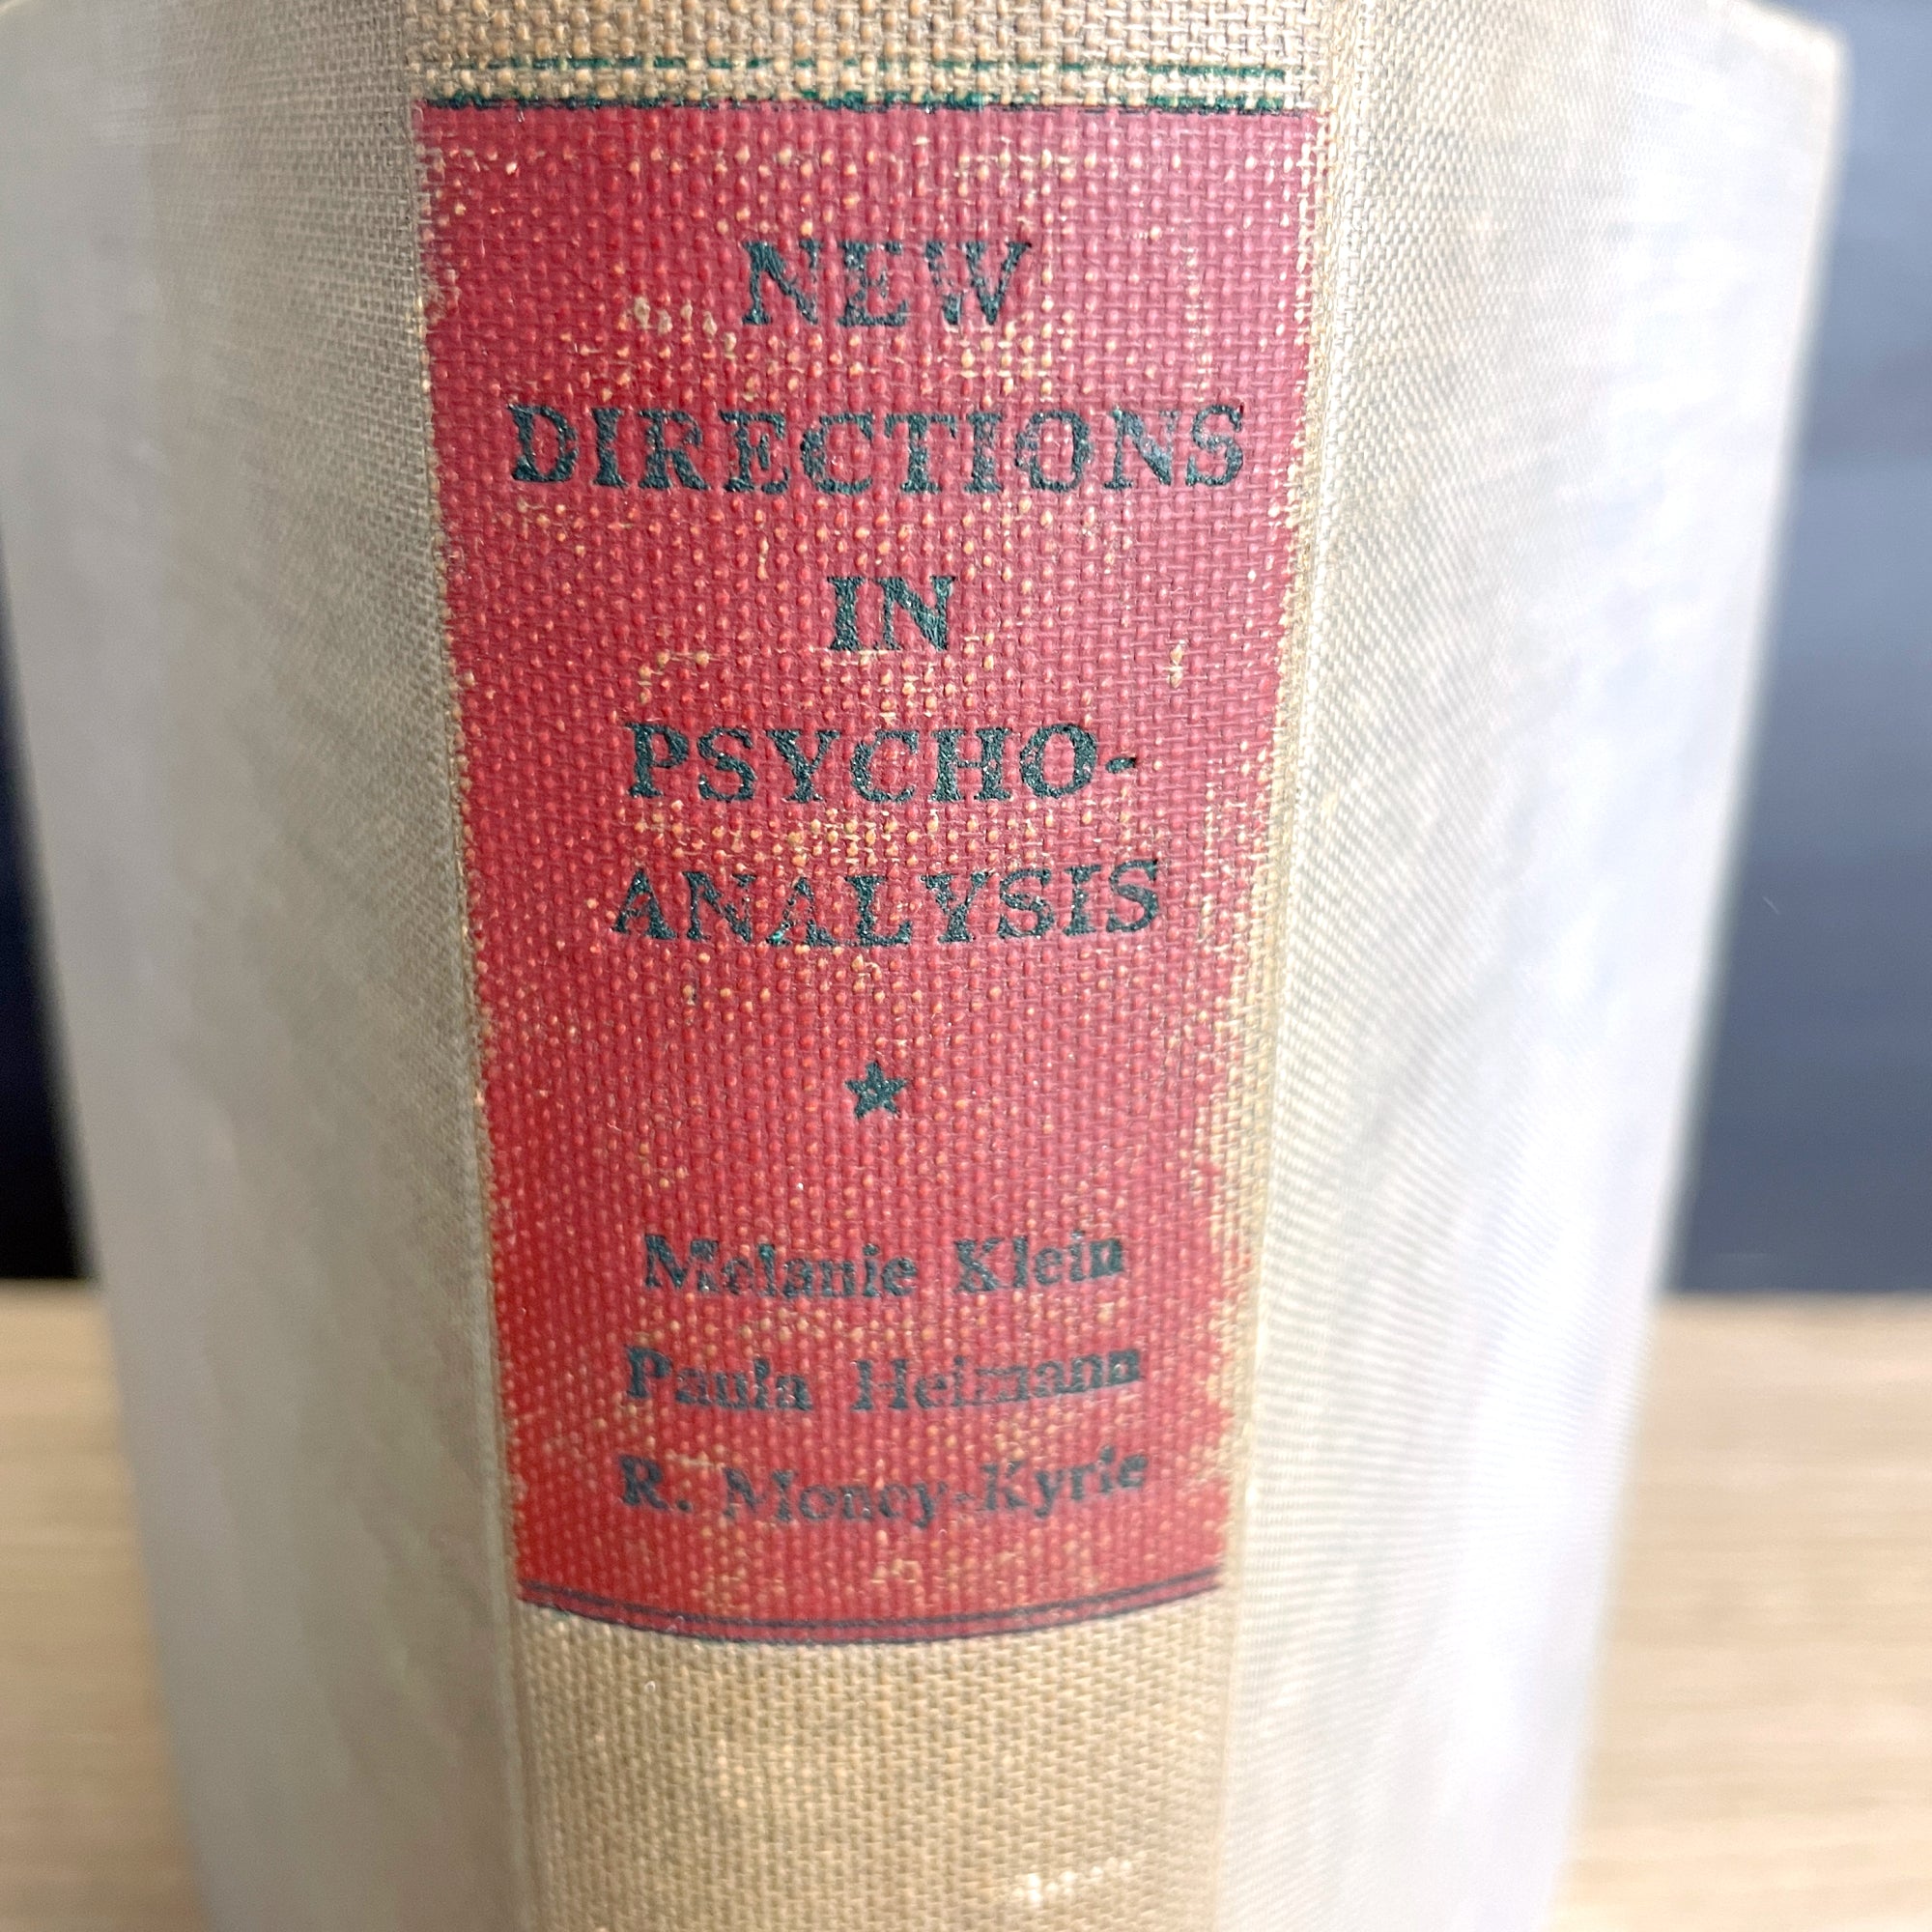 NEW
DIRECTIONS
IN
PSYCHO-
ANALYSIS
Melanie Klein
Paula Heimann
R. Money-Kyrle